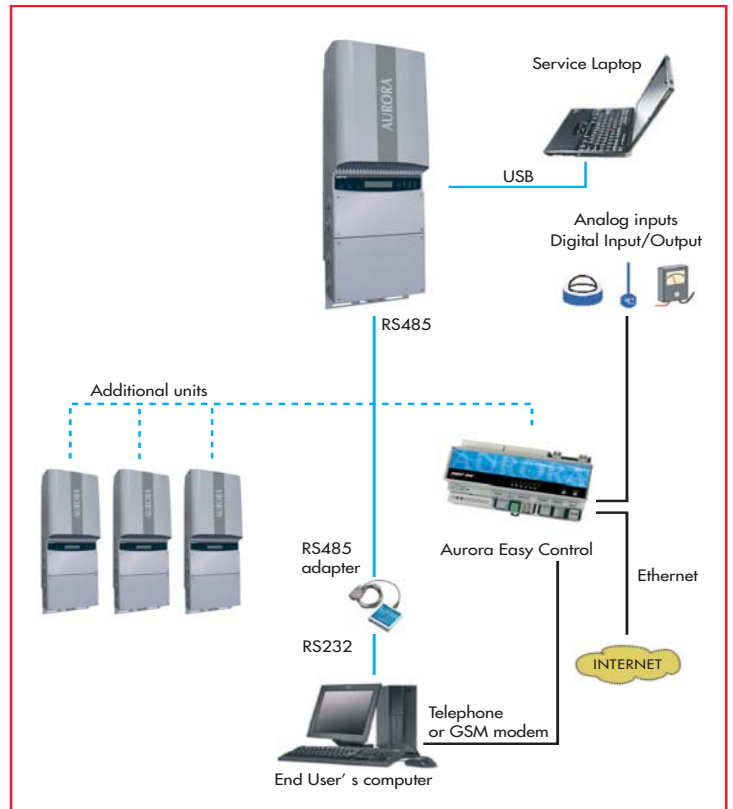 Service Laptop
AURORA
USB
Analog inputs
Digital Input/Output
°C
RS485
Additional units
AURORA
AURORA
AURORA
AURORA
RS485
adapter
Aurora Easy Control
Ethernet
RS232
INTERNET
Telephone
or GSM modem
End User' s computer